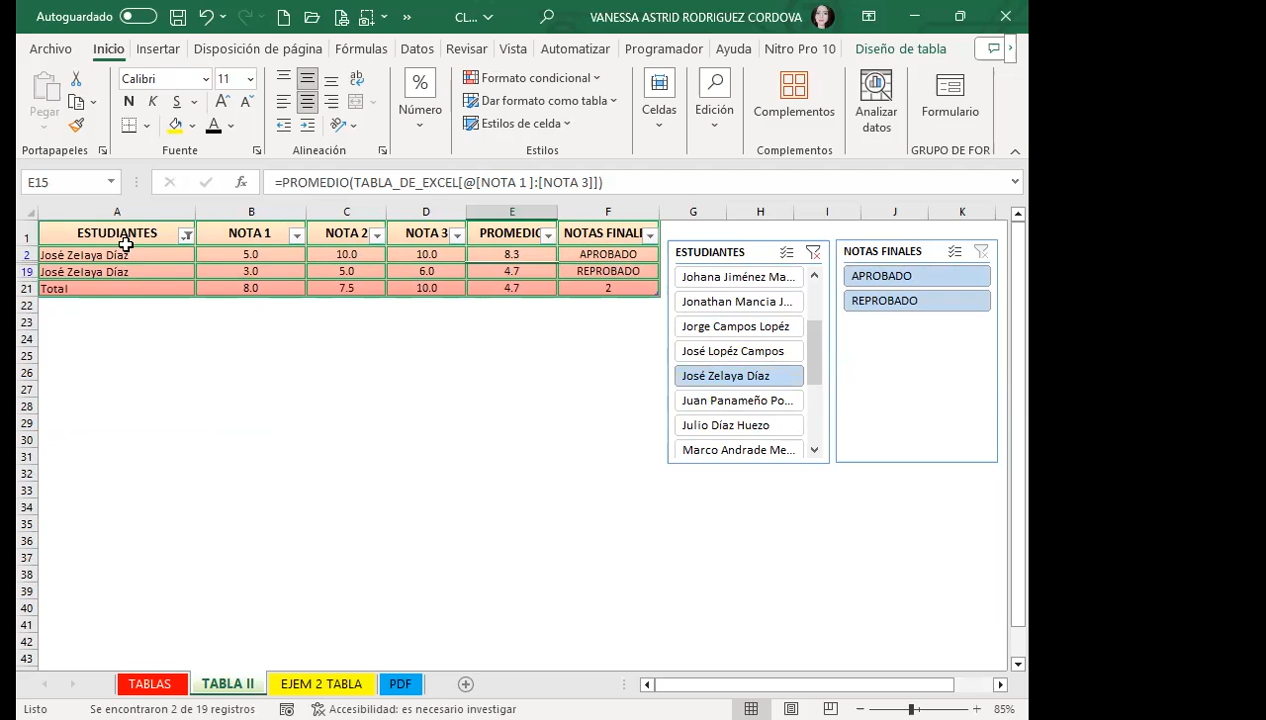 Autoguardado CL... VANESSA ASTRID RODRIGUEZ CORDOVA
Archivo Inicio Insertar Disposición de página Fórmulas Datos Revisar Vista Automatizar Programador Ayuda Nitro Pro 10 Diseño de tabla
Pegar
Portapapeles
Calibri 11
N K S
Fuente
Alineación
Número
Formato condicional
Dar formato como tabla
Estilos de celda
Estilos
Celdas
Edición
Complementos
Complementos
Analizar datos
Formulario
GRUPO DE FOR
E15 =PROMEDIO(TABLA_DE_EXCEL[@[NOTA 1 ]:[NOTA 3]])
A B C D E F G H I J K
1 ESTUDIANTES NOTA 1 NOTA 2 NOTA 3 PROMEDIO NOTAS FINAL
2 José Zelaya Díaz 5.0 10.0 10.0 8.3 APROBADO
19 José Zelaya Díaz 3.0 5.0 6.0 4.7 REPROBADO
21 Total 8.0 7.5 10.0 4.7 2
22
23
24
25
26
27
28
29
30
31
32
33
34
35
36
37
38
39
40
41
42
43
ESTUDIANTES
Johana Jiménez Ma...
Jonathan Mancia J...
Jorge Campos Lopéz
José Lopéz Campos
José Zelaya Díaz
Juan Panameño Po...
Julio Díaz Huezo
Marco Andrade Me...
NOTAS FINALES
APROBADO
REPROBADO
TABLAS TABLA II EJEM 2 TABLA PDF
Listo Se encontraron 2 de 19 registros Accesibilidad: es necesario investigar 85%